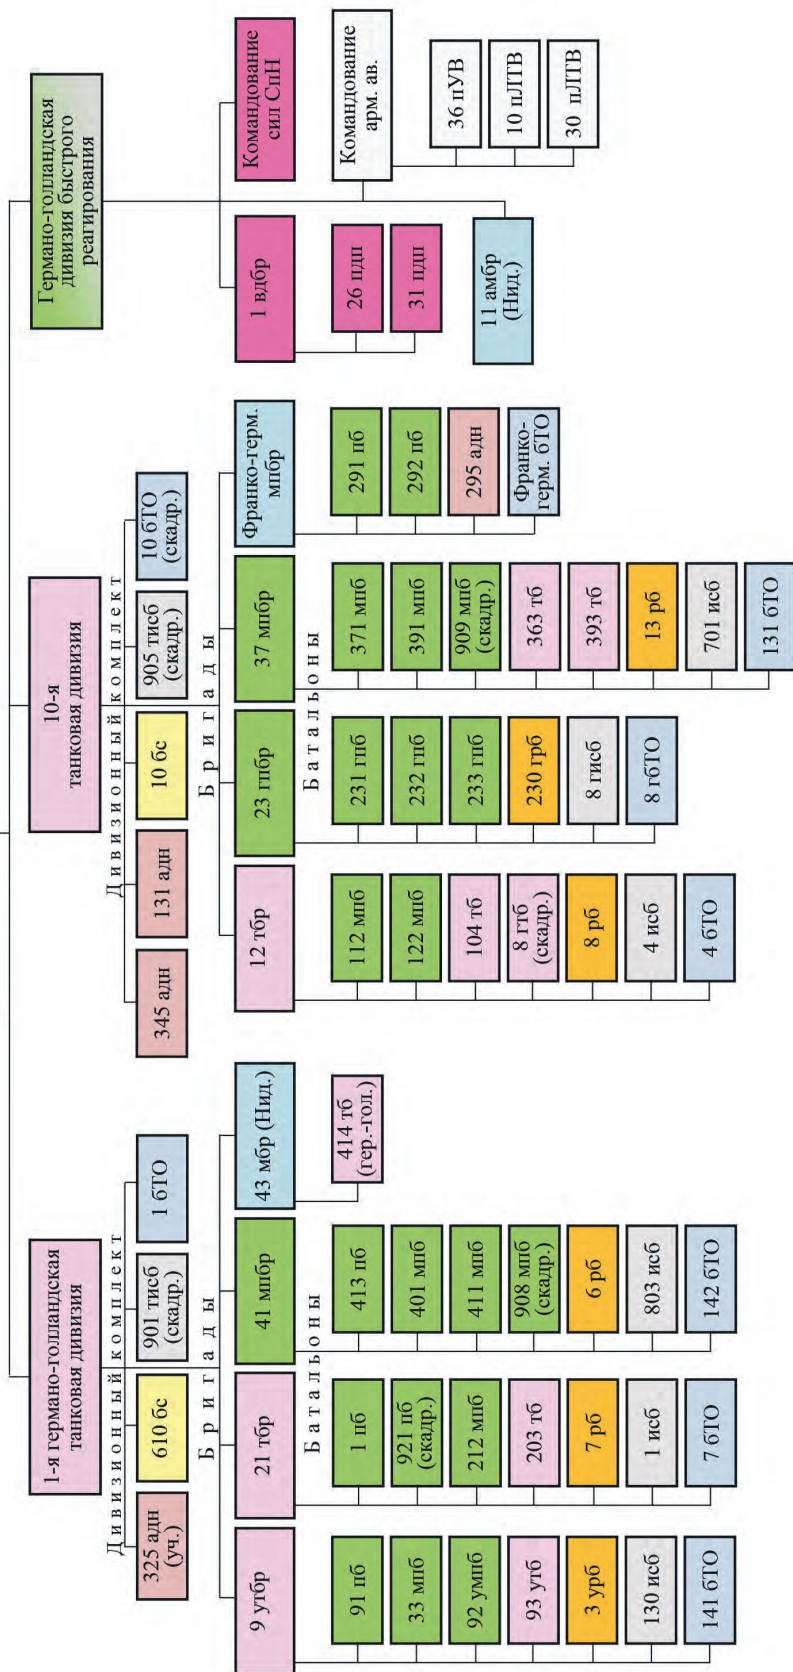 1-я германо-голландская
танковая дивизия
Дивизионный комплект
325 адн
(уч.)
610 бс
901 тисб
(скадр.)
1 бТО
Бригады
9 утбр
21 тбр
41 мпбр
43 мбр (Нид.)
Батальоны
91 пб
33 мпб
92 умпб
93 утб
3 урб
130 исб
141 бТО
1 пб
921 пб
(скадр.)
212 мпб
203 тб
7 рб
1 исб
7 бТО
413 пб
401 мпб
411 мпб
908 мпб
(скадр.)
6 рб
803 исб
142 бТО
414 тб
(гер.-гол.)
10-я
танковая дивизия
Дивизионный комплект
345 адн
131 адн
10 бс
905 тисб
(скадр.)
10 бТО
(скадр.)
Бригады
12 тбр
23 гпбр
37 мпбр
Франко-герм.
мпбр
Батальоны
112 мпб
122 мпб
104 тб
8 гтб
(скадр.)
8 рб
4 исб
4 бТО
231 гпб
232 гпб
233 гпб
230 грб
8 гисб
8 гбТО
371 мпб
391 мпб
909 мпб
(скадр.)
363 тб
393 тб
13 рб
701 исб
131 бТО
291 пб
292 пб
295 адн
Франко-
герм. бТО
Германо-голландская
дивизия быстрого
реагирования
1 вдбр
Командование
сил СпН
26 пдп
31 пдп
11 амбр
(Нид.)
Командование
арм. ав.
36 пУВ
10 пЛТВ
30 пЛТВ